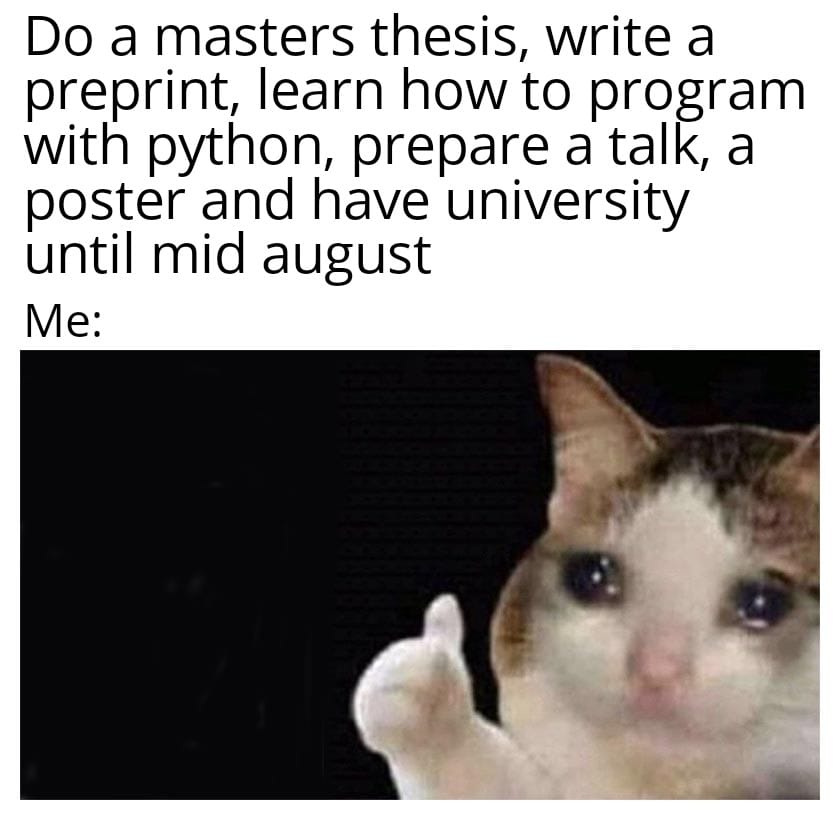 Do a masters thesis, write a
preprint, learn how to program
with python, prepare a talk, a
poster and have university
until mid august
Me: